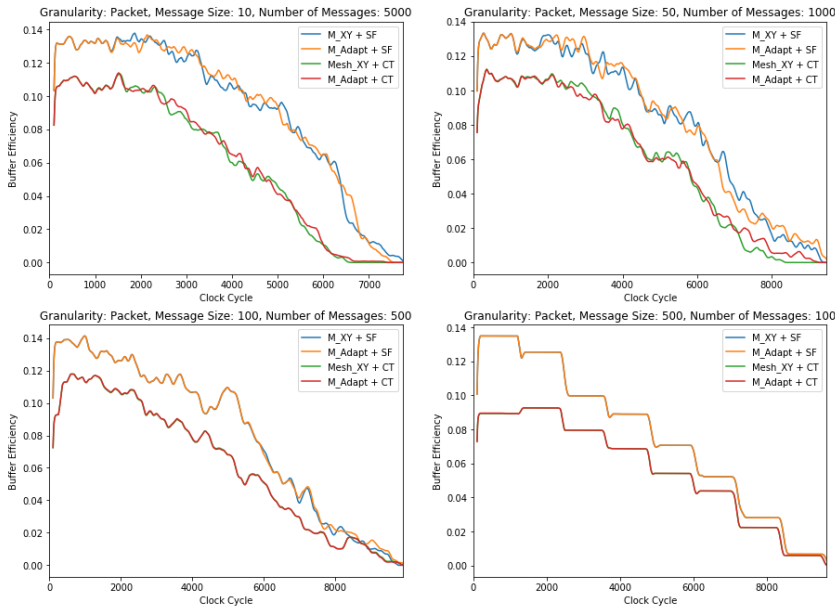 Granularity: Packet, Message Size: 10, Number of Messages: 5000
Buffer Efficiency
0.14
0.12
0.10
0.08
0.06
0.04
0.02
0.00
M_XY + SF
M_Adapt + SF
Mesh_XY + CT
M_Adapt + CT
0 1000 2000 3000 4000 5000 6000 7000
Clock Cycle
Granularity: Packet, Message Size: 50, Number of Messages: 1000
Buffer Efficiency
0.14
0.12
0.10
0.08
0.06
0.04
0.02
0.00
M_XY + SF
M_Adapt + SF
Mesh_XY + CT
M_Adapt + CT
0 2000 4000 6000 8000
Clock Cycle
Granularity: Packet, Message Size: 100, Number of Messages: 500
Buffer Efficiency
0.14
0.12
0.10
0.08
0.06
0.04
0.02
0.00
M_XY + SF
M_Adapt + SF
Mesh_XY + CT
M_Adapt + CT
0 2000 4000 6000 8000
Clock Cycle
Granularity: Packet, Message Size: 500, Number of Messages: 100
Buffer Efficiency
0.14
0.12
0.10
0.08
0.06
0.04
0.02
0.00
M_XY + SF
M_Adapt + SF
Mesh_XY + CT
M_Adapt + CT
0 2000 4000 6000 8000
Clock Cycle